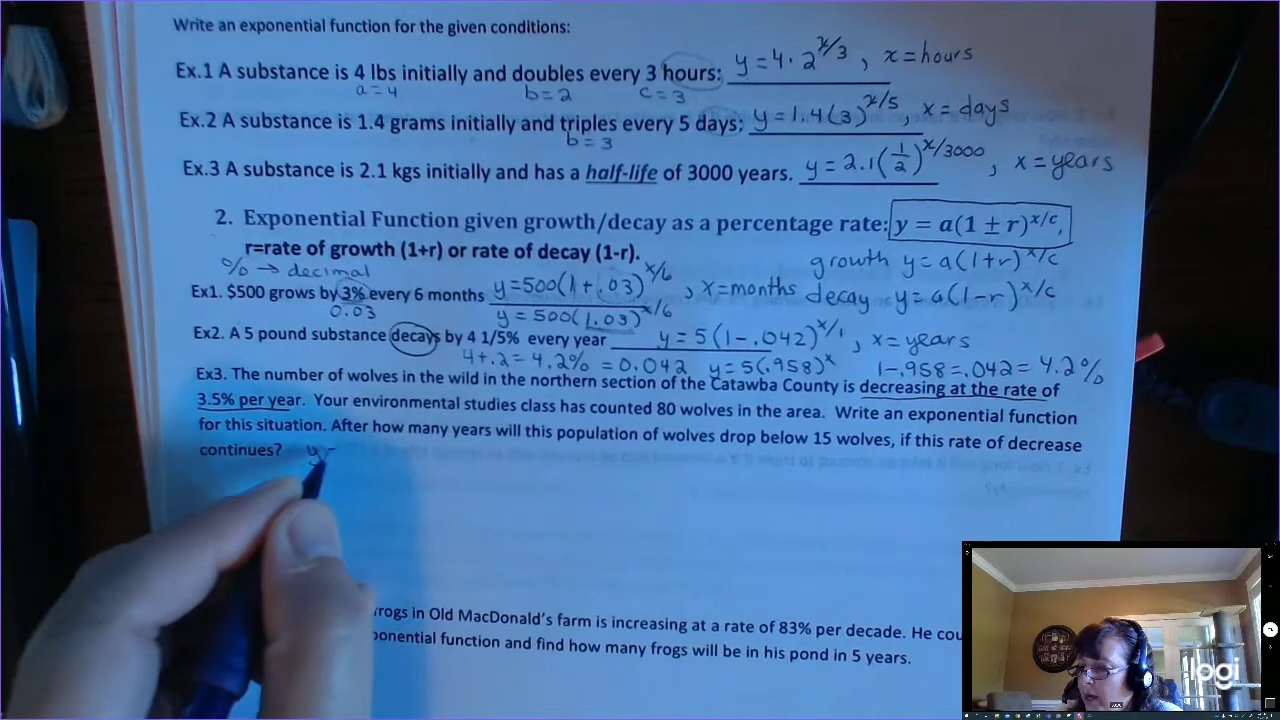 Write an exponential function for the given conditions:
Ex.1 A substance is 4 lbs initially and doubles every 3 hours: y = 4 · 2^x/3 , x = hours
a = 4 b = 2 c = 3
Ex.2 A substance is 1.4 grams initially and triples every 5 days: y = 1.4(3)^x/5 , x = days
b = 3
Ex.3 A substance is 2.1 kgs initially and has a half-life of 3000 years. y = 2.1(1/2)^x/3000 , x = years
2. Exponential Function given growth/decay as a percentage rate: y = a(1 ± r)^x/c,
r=rate of growth (1+r) or rate of decay (1-r).
growth y = a(1+r)^x/c
% → decimal
Ex1. $500 grows by 3% every 6 months y = 500(1 + .03)^x/6 , x = months decay y = a(1-r)^x/c
0.03 y = 500(1.03)^x/6
Ex2. A 5 pound substance decays by 4 1/5% every year y = 5(1 - .042)^x/1 , x = years
4 + .2 = 4.2% = 0.042 y = 5(.958)^x 1 - .958 = .042 = 4.2%
Ex3. The number of wolves in the wild in the northern section of the Catawba County is decreasing at the rate of
3.5% per year. Your environmental studies class has counted 80 wolves in the area. Write an exponential function
for this situation. After how many years will this population of wolves drop below 15 wolves, if this rate of decrease
continues? y
frogs in Old MacDonald's farm is increasing at a rate of 83% per decade. He cou
ponential function and find how many frogs will be in his pond in 5 years.
logi